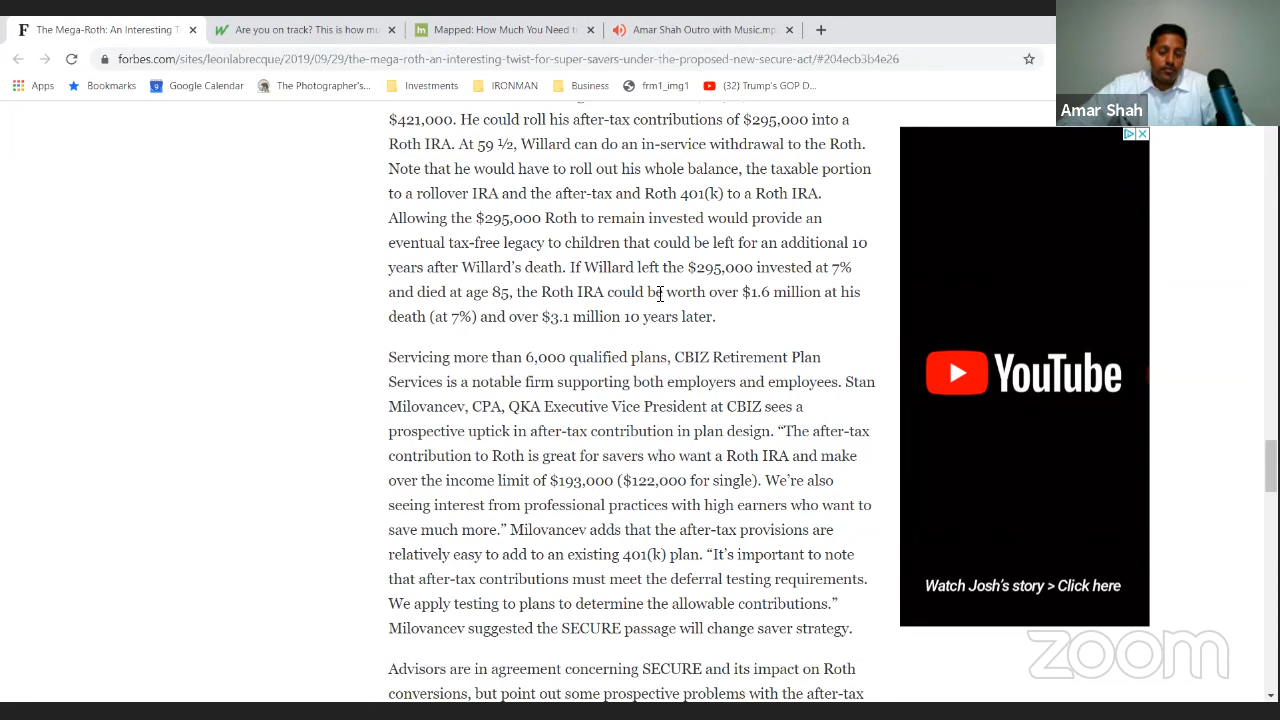 The Mega-Roth: An Interesting T
Are you on track? This is how mu
Mapped: How Much You Need t
Amar Shah Outro with Music.mp
forbes.com/sites/leonlabrecque/2019/09/29/the-mega-roth-an-interesting-twist-for-super-savers-under-the-proposed-new-secure-act/#204ecb3b4e26
Apps
Bookmarks
Google Calendar
The Photographer's...
Investments
IRONMAN
Business
frm1_img1
(32) Trump's GOP D...
Amar Shah
$421,000. He could roll his after-tax contributions of $295,000 into a
Roth IRA. At 59 ½, Willard can do an in-service withdrawal to the Roth.
Note that he would have to roll out his whole balance, the taxable portion
to a rollover IRA and the after-tax and Roth 401(k) to a Roth IRA.
Allowing the $295,000 Roth to remain invested would provide an
eventual tax-free legacy to children that could be left for an additional 10
years after Willard’s death. If Willard left the $295,000 invested at 7%
and died at age 85, the Roth IRA could be worth over $1.6 million at his
death (at 7%) and over $3.1 million 10 years later.
Servicing more than 6,000 qualified plans, CBIZ Retirement Plan
Services is a notable firm supporting both employers and employees. Stan
Milovancev, CPA, QKA Executive Vice President at CBIZ sees a
prospective uptick in after-tax contribution in plan design. “The after-tax
contribution to Roth is great for savers who want a Roth IRA and make
over the income limit of $193,000 ($122,000 for single). We’re also
seeing interest from professional practices with high earners who want to
save much more.” Milovancev adds that the after-tax provisions are
relatively easy to add to an existing 401(k) plan. “It’s important to note
that after-tax contributions must meet the deferral testing requirements.
We apply testing to plans to determine the allowable contributions.”
Milovancev suggested the SECURE passage will change saver strategy.
Advisors are in agreement concerning SECURE and its impact on Roth
conversions, but point out some prospective problems with the after-tax
YouTube
Watch Josh's story > Click here
zoom